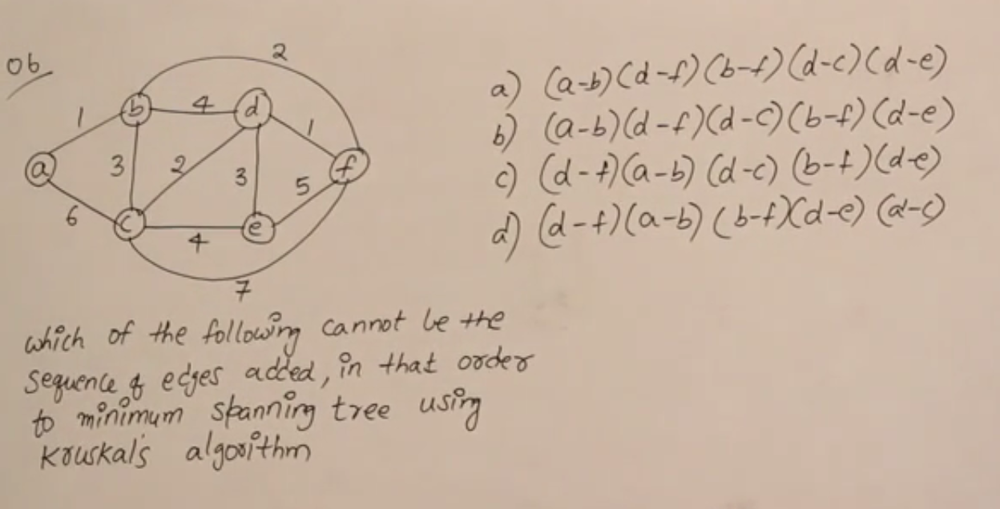 06
2
1
b
4
d
1
a
3
2
3
5
f
6
c
4
e
7
a) (a-b)(d-f)(b-f)(d-c)(d-e)
b) (a-b)(d-f)(d-c)(b-f)(d-e)
c) (d-f)(a-b)(d-c)(b-f)(d-e)
d) (d-f)(a-b)(b-f)(d-e)(d-c)
which of the following cannot be the
sequence of edges added, in that order
to minimum spanning tree using
kruskal's algorithm